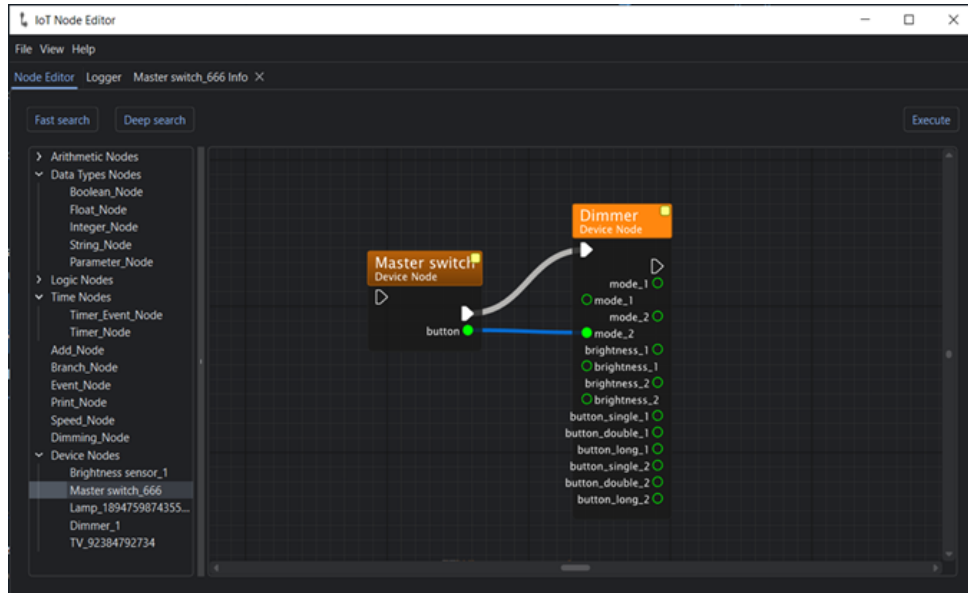 IoT Node Editor
File View Help
Node Editor Logger Master switch_666 Info
Fast search Deep search Execute
Arithmetic Nodes
Data Types Nodes
Boolean_Node
Float_Node
Integer_Node
String_Node
Parameter_Node
Logic Nodes
Time Nodes
Timer_Event_Node
Timer_Node
Add_Node
Branch_Node
Event_Node
Print_Node
Speed_Node
Dimming_Node
Device Nodes
Brightness sensor_1
Master switch_666
Lamp_1894759874355...
Dimmer_1
TV_92384792734
Master switch
Device Node
button
Dimmer
Device Node
mode_1
mode_1
mode_2
mode_2
brightness_1
brightness_1
brightness_2
brightness_2
button_single_1
button_double_1
button_long_1
button_single_2
button_double_2
button_long_2